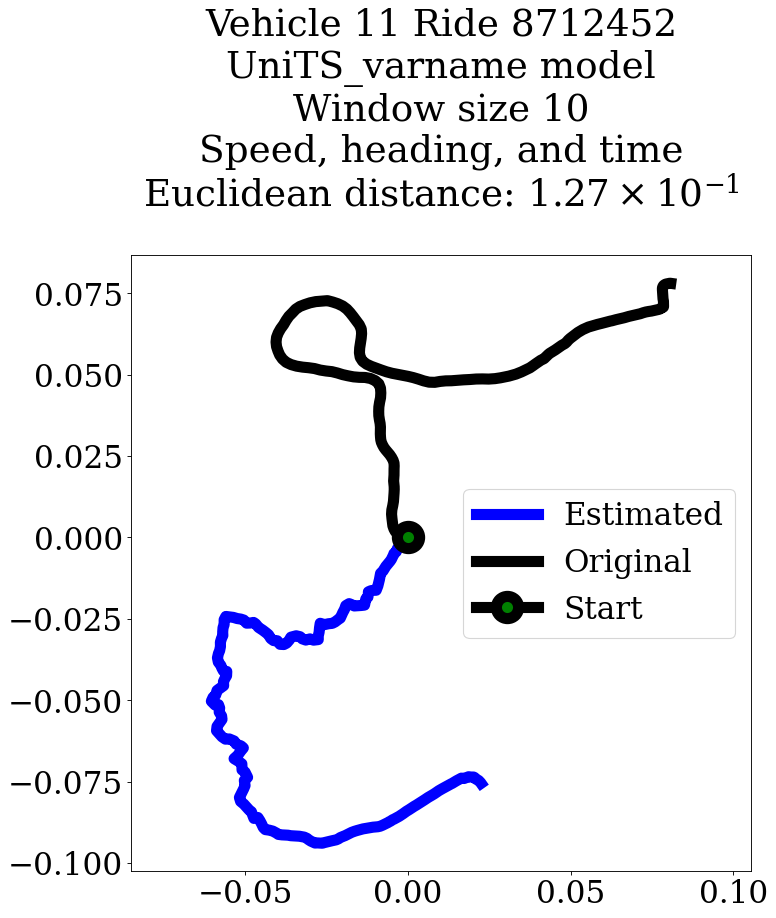 Vehicle 11 Ride 8712452
UniTS_varname model
Window size 10
Speed, heading, and time
Euclidean distance: 1.27 × 10⁻¹
0.075
0.050
0.025
0.000
−0.025
−0.050
−0.075
−0.100
Estimated
Original
Start
−0.05
0.00
0.05
0.10